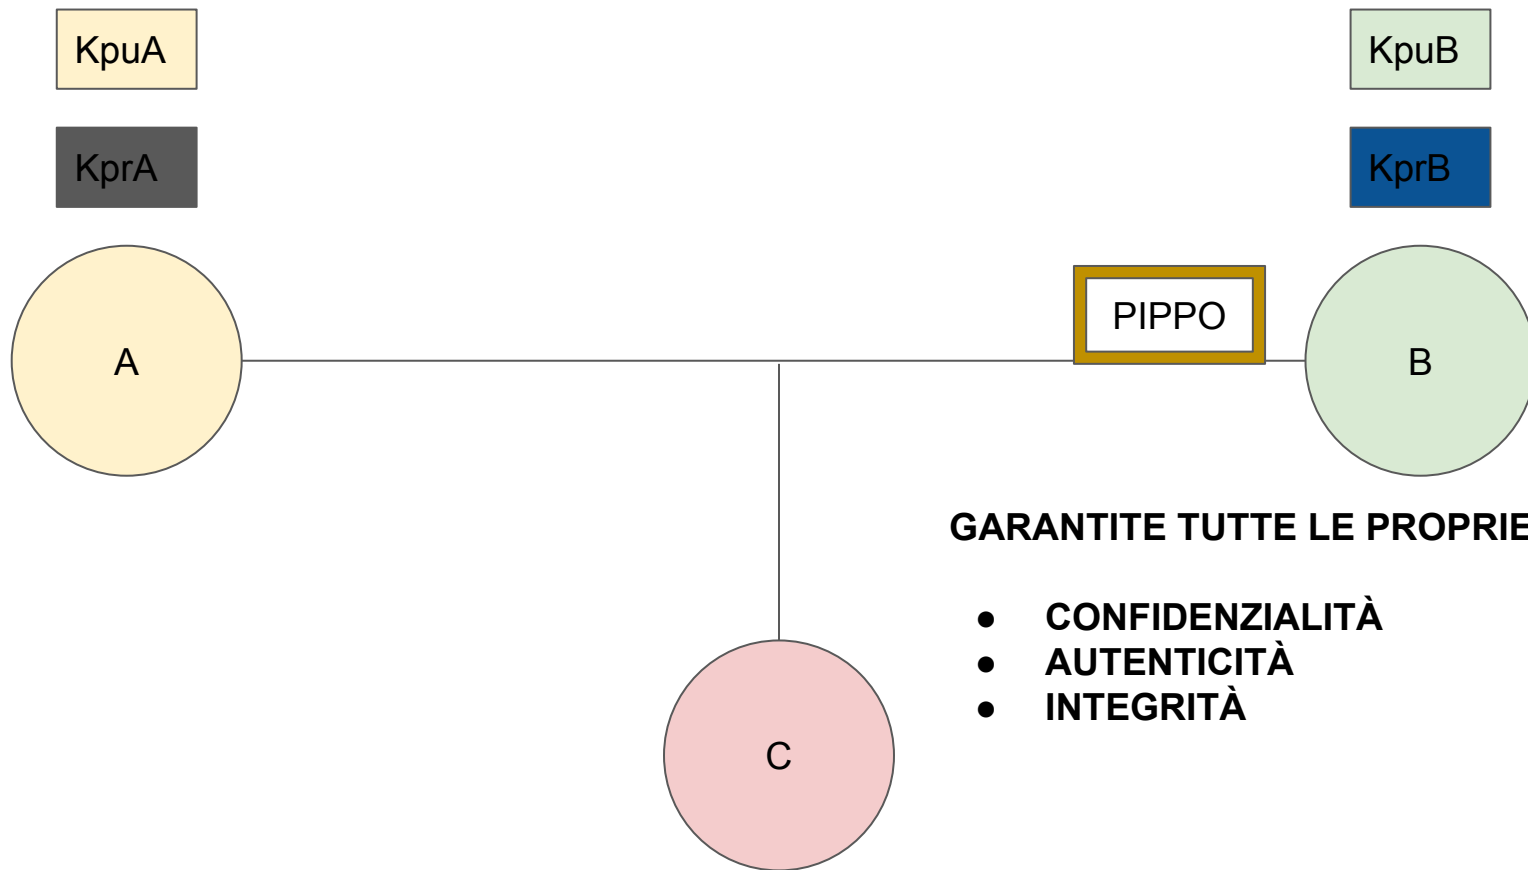 KpuA
KpuB
KprA
KprB
PIPPO
A
B
GARANTITE TUTTE LE PROPRIE
● CONFIDENZIALITÀ
● AUTENTICITÀ
● INTEGRITÀ
C